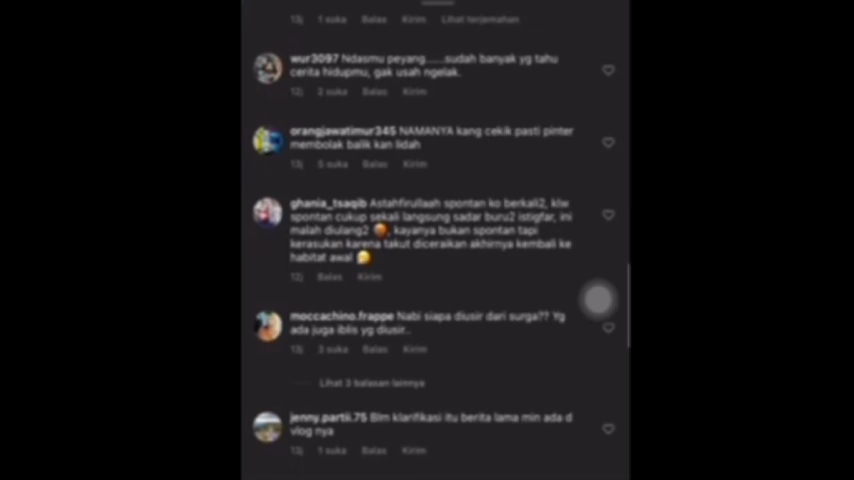 13j 1 suka Balas Kirim Lihat terjemahan
wur3097 Ndasmu peyang......sudah banyak yg tahu
cerita hidupmu, gak usah ngelak.
12j 2 suka Balas Kirim
orangjawatimur345 NAMANYA kang cekik pasti pinter
membolak balik kan lidah
13j 5 suka Balas Kirim
ghania_tsaqib Astahfirullaah spontan ko berkali2, klw
spontan cukup sekali langsung sadar buru2 istigfar, ini
malah diulang2 😡, kayanya bukan spontan tapi
kerasukan karena takut diceraikan akhirnya kembali ke
habitat awal 🤔
12j Balas Kirim
moccachino.frappe Nabi siapa diusir dari surga?? Yg
ada juga iblis yg diusir..
13j 3 suka Balas Kirim
Lihat 3 balasan lainnya
jenny.partii.75 Blm klarifikasi itu berita lama min ada d
vlog nya
13j 1 suka Balas Kirim